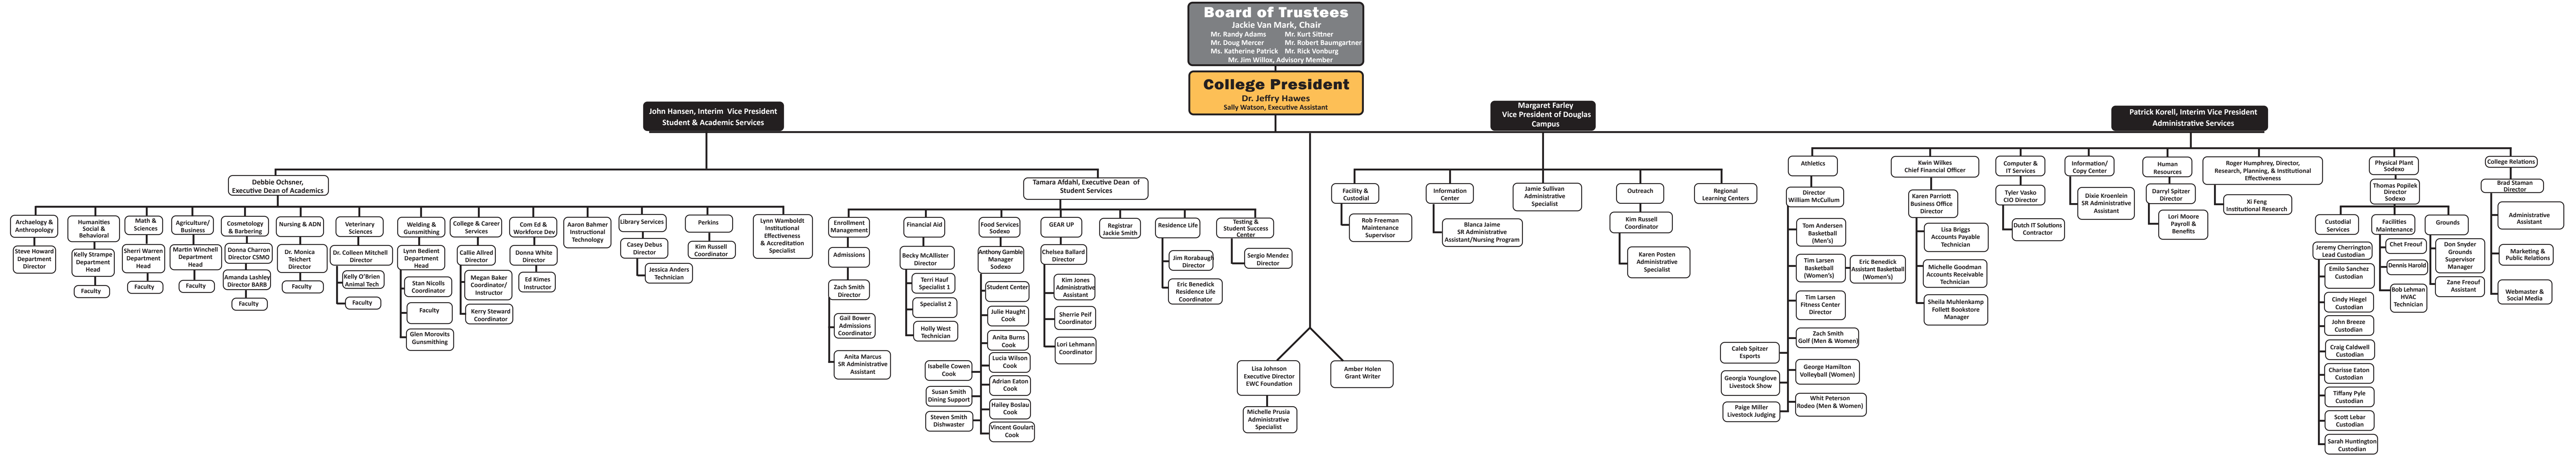 Board of Trustees
Jackie Van Mark, Chair
Mr. Randy Adams Mr. Kurt Sittner
Mr. Doug Mercer Mr. Robert Baumgartner
Ms. Katherine Patrick Mr. Rick Vonburg
Mr. Jim Willox, Advisory Member
College President
Dr. Jeffry Hawes
Sally Watson, Executive Assistant
John Hansen, Interim Vice President
Student & Academic Services
Margaret Farley
Vice President of Douglas
Campus
Patrick Korell, Interim Vice President
Administrative Services
Debbie Ochsner,
Executive Dean of Academics
Archaelogy &
Anthropology
Steve Howard
Department
Director
Humanities
Social &
Behavioral
Kelly Strampe
Department
Head
Faculty
Math &
Sciences
Sherri Warren
Department
Head
Faculty
Agriculture/
Business
Martin Winchell
Department
Head
Faculty
Cosmetology
& Barbering
Donna Charron
Director CSMO
Amanda Lashley
Director BARB
Faculty
Nursing & ADN
Dr. Monica
Teichert
Director
Faculty
Veterinary
Sciences
Dr. Colleen Mitchell
Director
Kelly O'Brien
Animal Tech
Faculty
Welding &
Gunsmithing
Lynn Bedient
Department
Head
Stan Nicolls
Coordinator
Faculty
Glen Morovits
Gunsmithing
College & Career
Services
Callie Allred
Director
Megan Baker
Coordinator/
Instructor
Kerry Steward
Coordinator
Com Ed &
Workforce Dev
Donna White
Director
Ed Kimes
Instructor
Aaron Bahmer
Instructional
Technology
Library Services
Casey Debus
Director
Jessica Anders
Technician
Perkins
Kim Russell
Coordinator
Lynn Wamboldt
Institutional
Effectiveness
& Accreditation
Specialist
Tamara Afdahl, Executive Dean of
Student Services
Enrollment
Management
Admissions
Zach Smith
Director
Gail Bower
Admissions
Coordinator
Anita Marcus
SR Administrative
Assistant
Financial Aid
Becky McAllister
Director
Terri Hauf
Specialist 1
Specialist 2
Holly West
Technician
Food Services
Sodexo
Anthony Gamble
Manager
Sodexo
Student Center
Julie Haught
Cook
Anita Burns
Cook
Lucia Wilson
Cook
Isabelle Cowen
Cook
Adrian Eaton
Cook
Susan Smith
Dining Support
Hailey Boslau
Cook
Steven Smith
Dishwaster
Vincent Goulart
Cook
GEAR UP
Chelsea Ballard
Director
Kim Jones
Administrative
Assistant
Sherrie Peif
Coordinator
Lori Lehmann
Coordinator
Registrar
Jackie Smith
Residence Life
Jim Rorabaugh
Director
Eric Benedick
Residence Life
Coordinator
Testing &
Student Success
Center
Sergio Mendez
Director
Lisa Johnson
Executive Director
EWC Foundation
Michelle Prusia
Administrative
Specialist
Amber Holen
Grant Writer
Facility &
Custodial
Rob Freeman
Maintenance
Supervisor
Information
Center
Blanca Jaime
SR Administrative
Assistant/Nursing Program
Jamie Sullivan
Administrative
Specialist
Outreach
Kim Russell
Coordinator
Karen Posten
Administrative
Specialist
Regional
Learning Centers
Athletics
Director
William McCullum
Tom Andersen
Basketball
(Men's)
Tim Larsen
Basketball
(Women's)
Eric Benedick
Assistant Basketball
(Women's)
Tim Larsen
Fitness Center
Director
Zach Smith
Golf (Men & Women)
Caleb Spitzer
Esports
George Hamilton
Volleyball (Women)
Georgia Younglove
Livestock Show
Whit Peterson
Rodeo (Men & Women)
Paige Miller
Livestock Judging
Kwin Wilkes
Chief Financial Officer
Karen Parriott
Business Office
Director
Lisa Briggs
Accounts Payable
Technician
Michelle Goodman
Accounts Receivable
Technician
Sheila Muhlenkamp
Follett Bookstore
Manager
Computer &
IT Services
Tyler Vasko
CIO Director
Dutch IT Solutions
Contractor
Information/
Copy Center
Dixie Kroenlein
SR Administrative
Assistant
Human
Resources
Darryl Spitzer
Director
Lori Moore
Payroll &
Benefits
Roger Humphrey, Director,
Research, Planning, & Institutional
Effectiveness
Xi Feng
Institutional Research
Physical Plant
Sodexo
Thomas Popilek
Director
Sodexo
Custodial
Services
Jeremy Cherrington
Lead Custodian
Emilo Sanchez
Custodian
Cindy Hiegel
Custodian
John Breeze
Custodian
Craig Caldwell
Custodian
Charisse Eaton
Custodian
Tiffany Pyle
Custodian
Scott Lebar
Custodian
Sarah Huntington
Custodian
Facilities
Maintenance
Chet Freouf
Dennis Harold
Bob Lehman
HVAC
Technician
Grounds
Don Snyder
Grounds
Supervisor
Manager
Zane Freouf
Assistant
College Relations
Brad Staman
Director
Administrative
Assistant
Marketing &
Public Relations
Webmaster &
Social Media